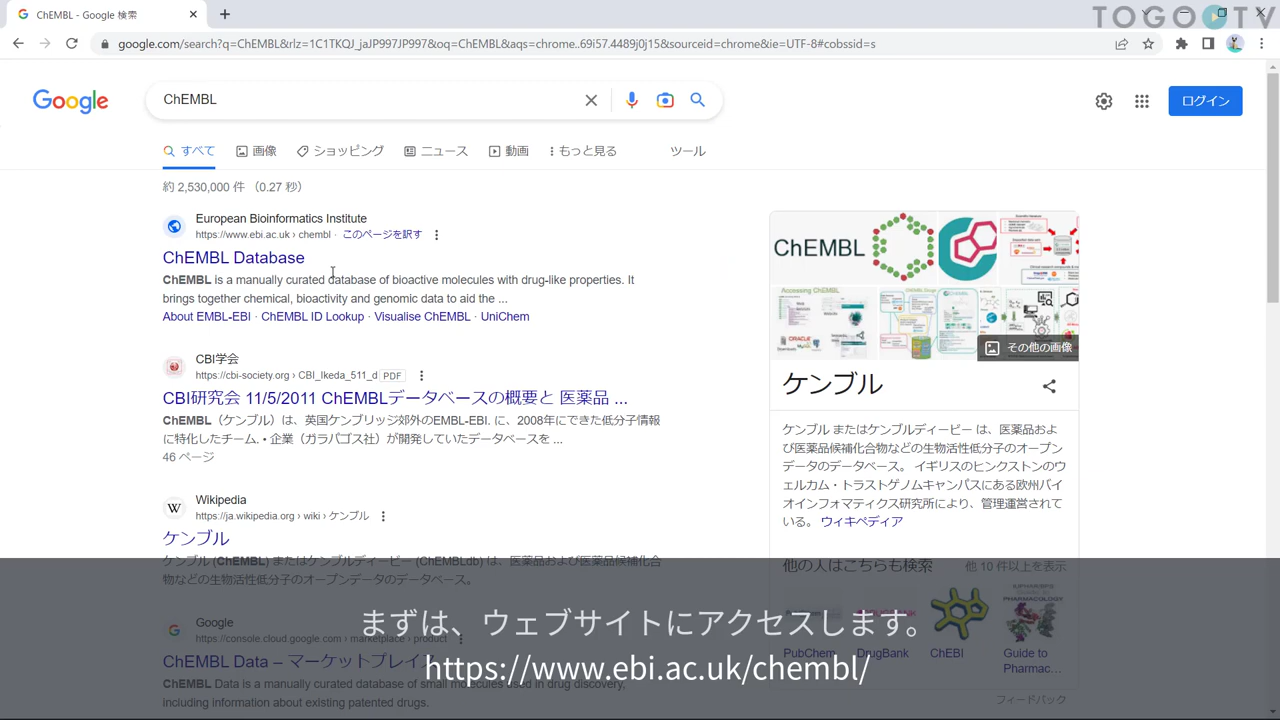 ChEMBL - Google 検索
TOGO TV
google.com/search?q=ChEMBL&rlz=1C1TKQJ_jaJP997JP997&oq=ChEMBL&aqs=chrome..69i57.4489j0j15&sourceid=chrome&ie=UTF-8#cobssid=s
Google
ChEMBL
ログイン
すべて
画像
ショッピング
ニュース
動画
もっと見る
ツール
約 2,530,000 件 (0.27 秒)
European Bioinformatics Institute
https://www.ebi.ac.uk › chembl このページを訳す
ChEMBL Database
ChEMBL is a manually curated database of bioactive molecules with drug-like properties. It
brings together chemical, bioactivity and genomic data to aid the ...
About EMBL-EBI · ChEMBL ID Lookup · Visualise ChEMBL · UniChem
CBI学会
https://cbi-society.org › CBI_Ikeda_511_d PDF
CBI研究会 11/5/2011 ChEMBLデータベースの概要と 医薬品 ...
ChEMBL（ケンブル）は、英国ケンブリッジ郊外のEMBL-EBI. に、2008年にできた低分子情報
に特化したチーム. • 企業（ガラパゴス社）が開発していたデータベースを ...
46 ページ
Wikipedia
https://ja.wikipedia.org › wiki › ケンブル
ケンブル
ケンブル (ChEMBL) またはケンブルディービー (ChEMBLdb) は、医薬品および医薬品候補化合
物などの生物活性低分子のオープンデータのデータベース。
Google
https://console.cloud.google.com › marketplace › product
ChEMBL Data – マーケットプレイス
ChEMBL Data is a manually curated database of small molecules used in drug discovery,
including information about existing patented drugs.
ChEMBL
Accessing ChEMBL
その他の画像
ケンブル
ケンブル またはケンブルディービー は、医薬品およ
び医薬品候補化合物などの生物活性低分子のオープン
データのデータベース。 イギリスのヒンクストンのウ
ェルカム・トラストゲノムキャンパスにある欧州バイ
オインフォマティクス研究所により、管理運営されて
いる。 ウィキペディア
他の人はこちらも検索
他 10 件以上を表示
PubChem
DrugBank
ChEBI
Guide to
Pharmac...
フィードバック
まずは、ウェブサイトにアクセスします。
https://www.ebi.ac.uk/chembl/